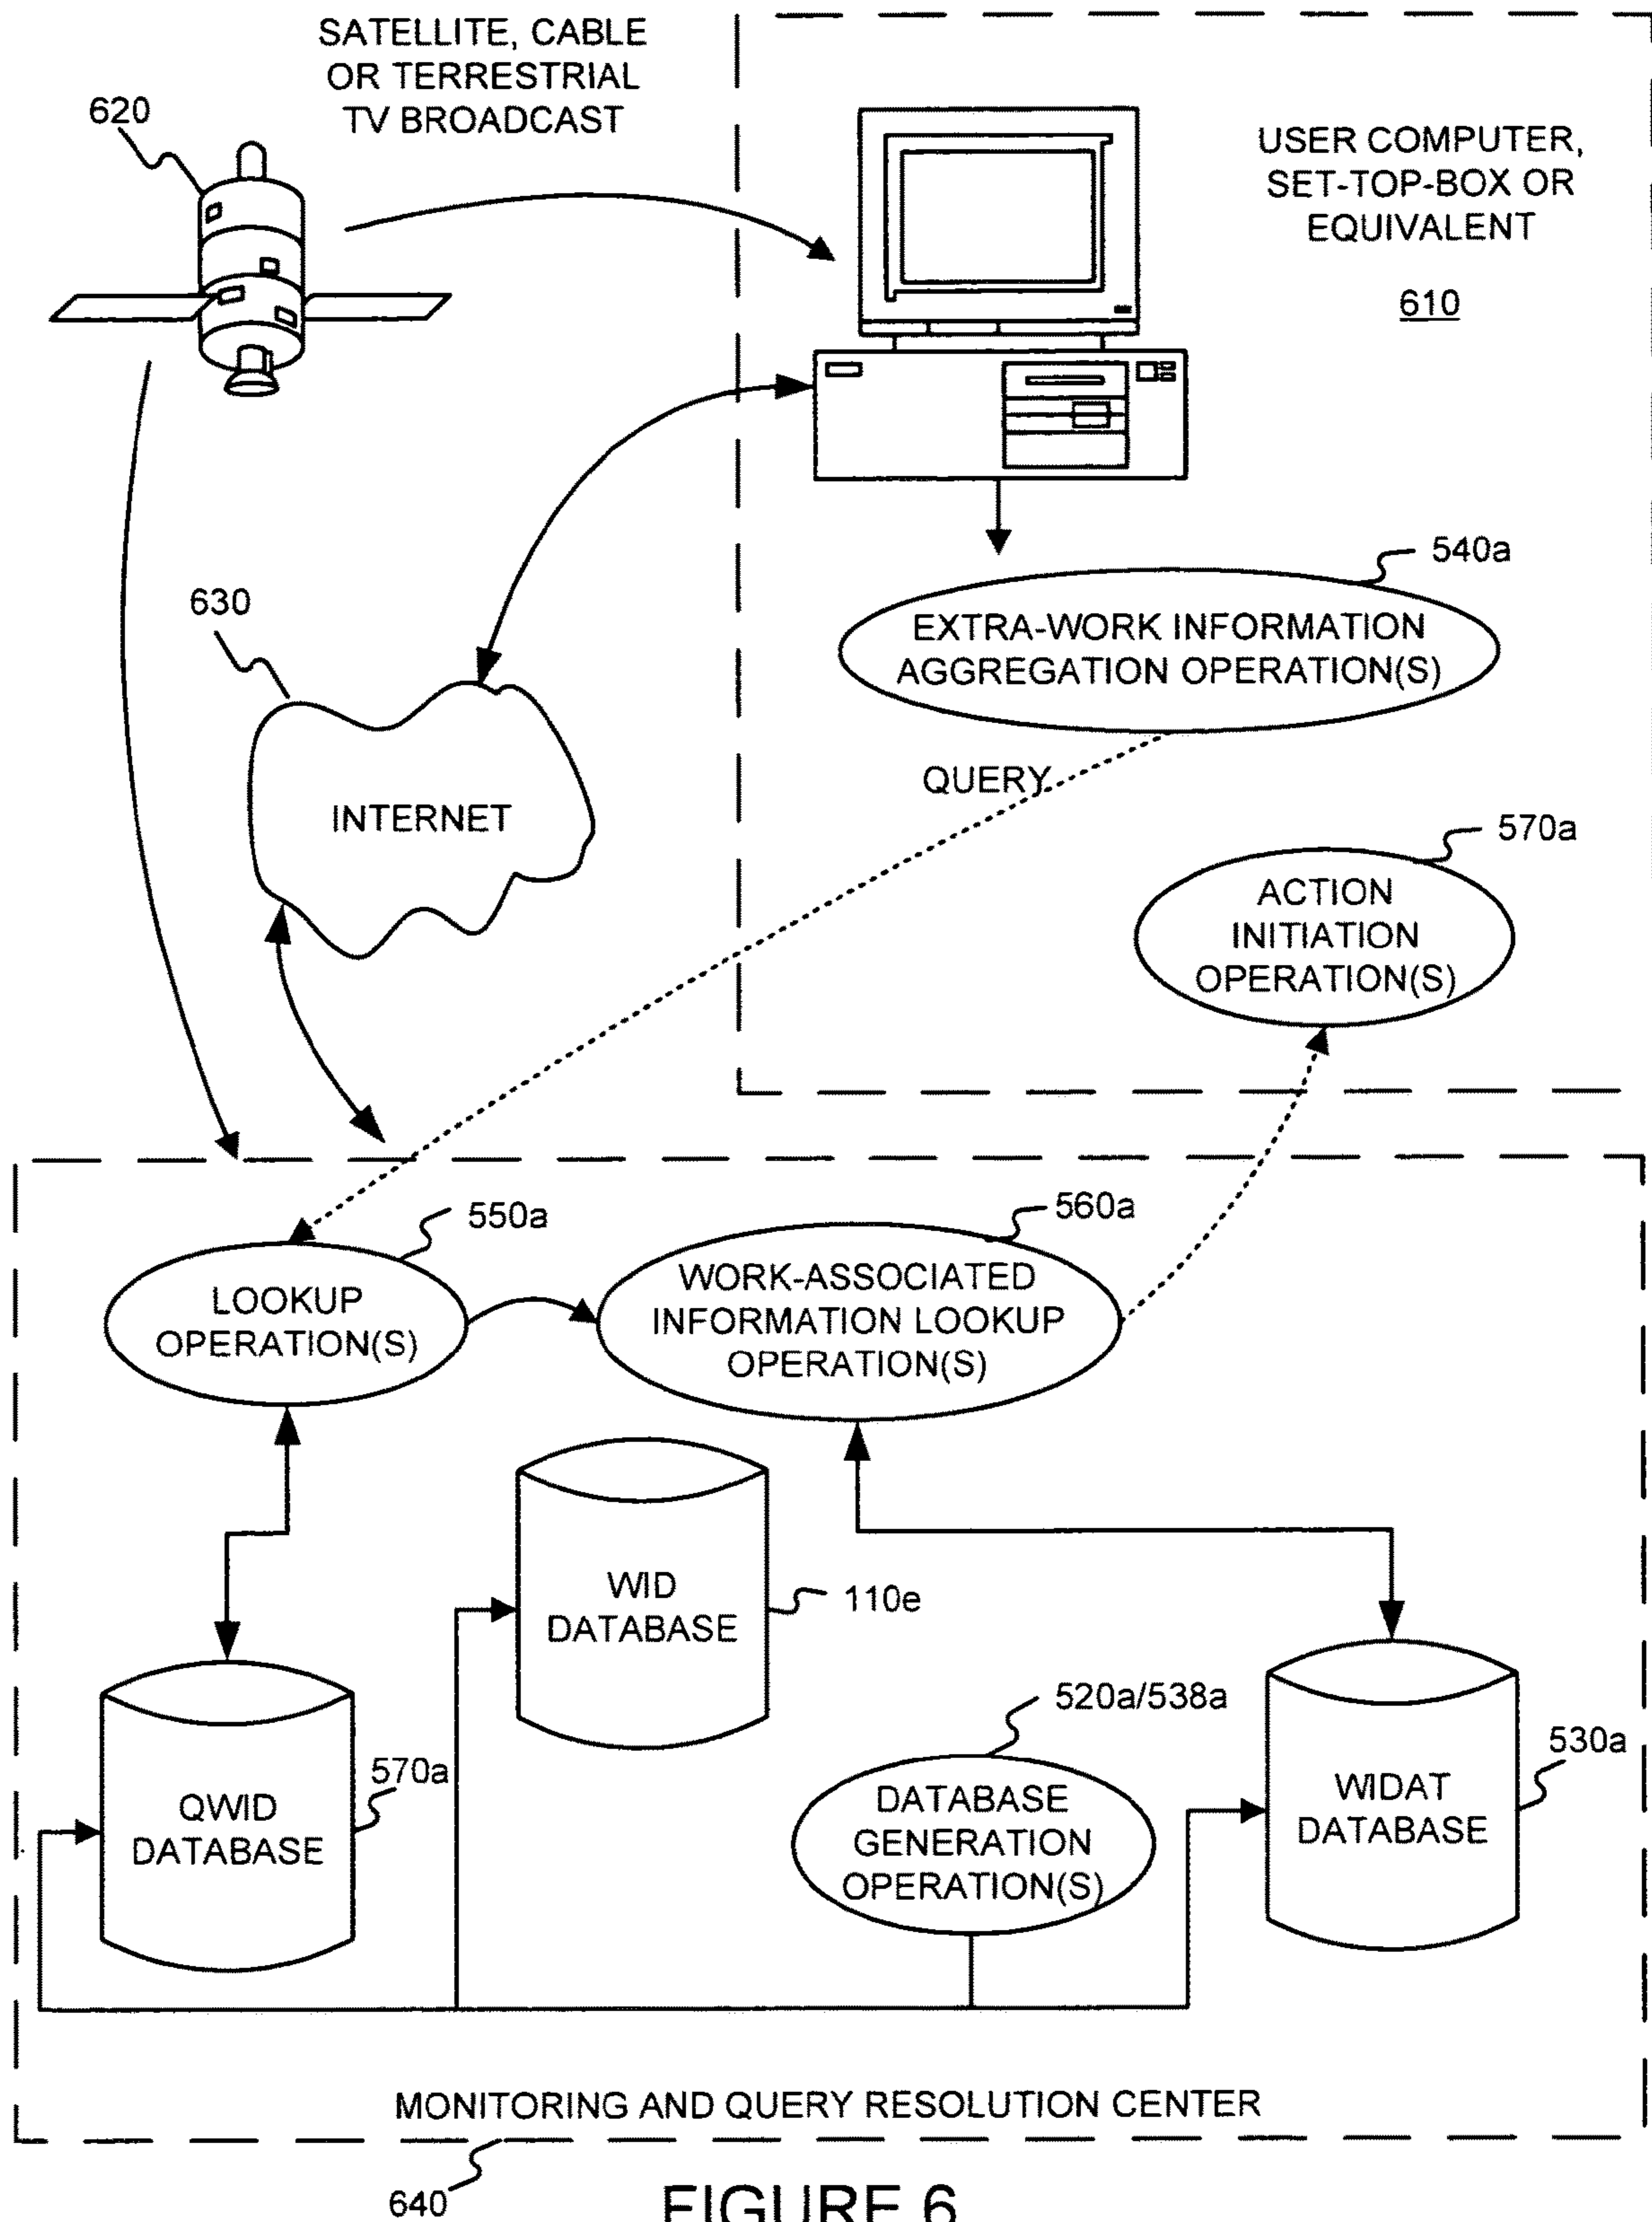 SATELLITE, CABLE
OR TERRESTRIAL
TV BROADCAST
620
USER COMPUTER,
SET-TOP-BOX OR
EQUIVALENT
610
540a
EXTRA-WORK INFORMATION
AGGREGATION OPERATION(S)
630
QUERY
INTERNET
570a
ACTION
INITIATION
OPERATION(S)
550a
560a
LOOKUP
OPERATION(S)
WORK-ASSOCIATED
INFORMATION LOOKUP
OPERATION(S)
WID
DATABASE
110e
520a/538a
530a
570a
QWID
DATABASE
DATABASE
GENERATION
OPERATION(S)
WIDAT
DATABASE
MONITORING AND QUERY RESOLUTION CENTER
640
FIGURE 6